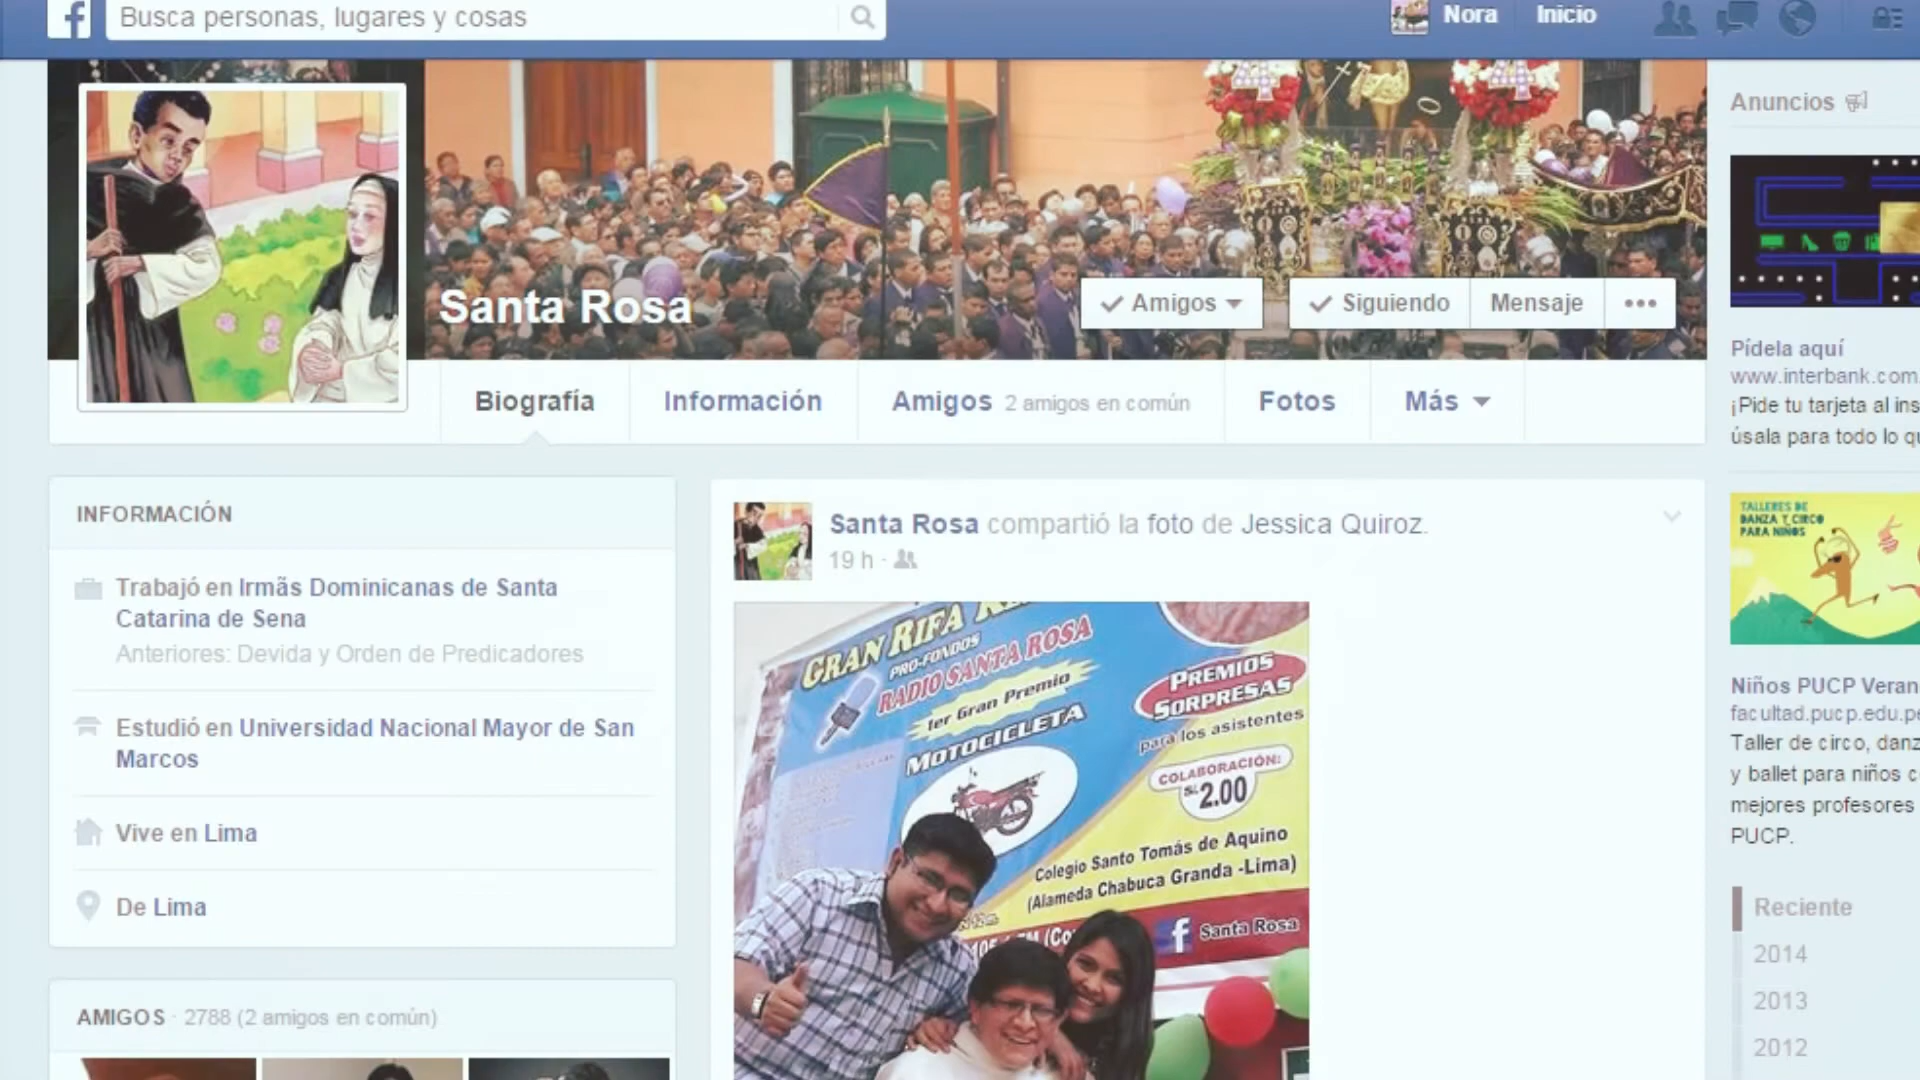 Busca personas, lugares y cosas
Nora
Inicio
Santa Rosa
Amigos
Siguiendo
Mensaje
Biografía
Información
Amigos 2 amigos en común
Fotos
Más
INFORMACIÓN
Trabajó en Irmãs Dominicanas de Santa
Catarina de Sena
Anteriores: Devida y Orden de Predicadores
Estudió en Universidad Nacional Mayor de San
Marcos
Vive en Lima
De Lima
AMIGOS · 2788 (2 amigos en común)
Santa Rosa compartió la foto de Jessica Quiroz.
19 h ·
GRAN RIFA
PRO-FONDOS
RADIO SANTA ROSA
1er Gran Premio
MOTOCICLETA
PREMIOS
SORPRESAS
para los asistentes
COLABORACIÓN:
S/. 2.00
Colegio Santo Tomás de Aquino
(Alameda Chabuca Granda -Lima)
Santa Rosa
Anuncios
Pídela aquí
www.interbank.com.
¡Pide tu tarjeta al ins
úsala para todo lo qu
TALLERES DE
DANZA Y CIRCO
PARA NIÑOS
Niños PUCP Veran
facultad.pucp.edu.pe
Taller de circo, danz
y ballet para niños c
mejores profesores
PUCP.
Reciente
2014
2013
2012